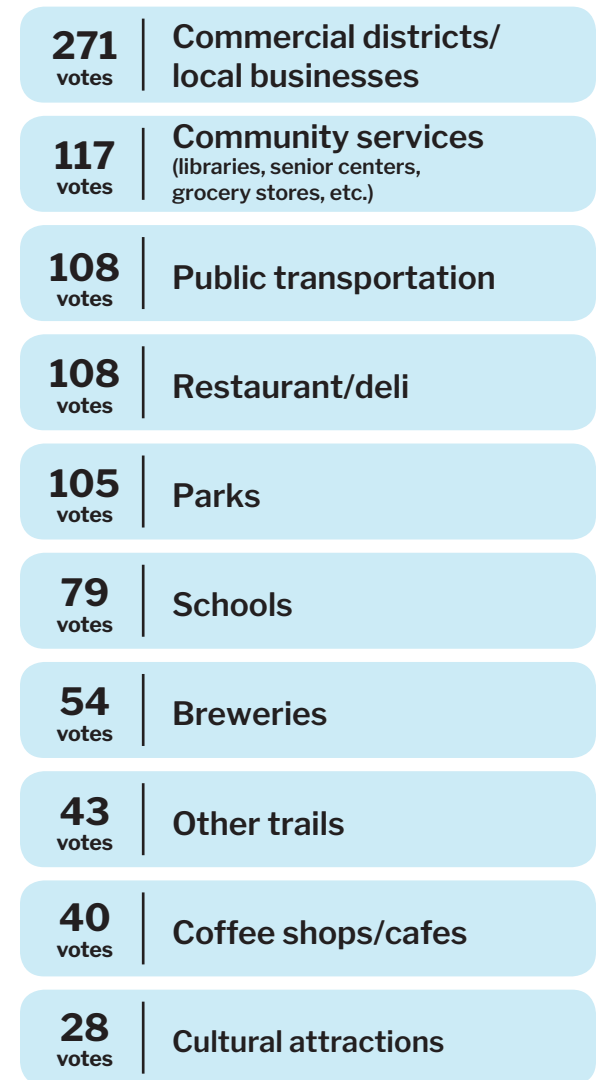 271
votes
Commercial districts/
local businesses
117
votes
Community services
(libraries, senior centers,
grocery stores, etc.)
108
votes
Public transportation
108
votes
Restaurant/deli
105
votes
Parks
79
votes
Schools
54
votes
Breweries
43
votes
Other trails
40
votes
Coffee shops/cafes
28
votes
Cultural attractions